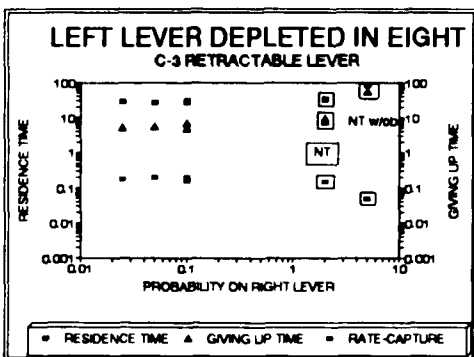 LEFT LEVER DEPLETED IN EIGHT
C-3 RETRACTABLE LEVER
RESIDENCE TIME
GIVING UP TIME
100
10
1
0.1
0.01
0.001
100
10
1
0.1
0.01
0.001
NT w/ob
NT
0.01
0.1
1
10
PROBABILITY ON RIGHT LEVER
RESIDENCE TIME
GIVING UP TIME
RATE-CAPTURE